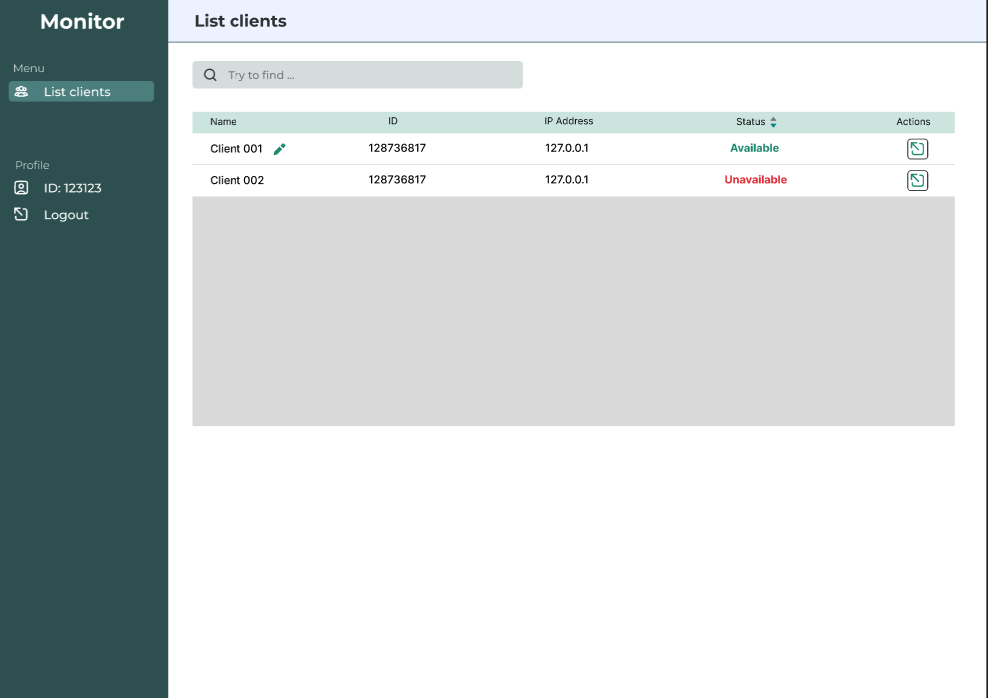 Monitor
Menu
List clients
Profile
ID: 123123
Logout
List clients
Try to find ...
Name ID IP Address Status Actions
Client 001 128736817 127.0.0.1 Available
Client 002 128736817 127.0.0.1 Unavailable